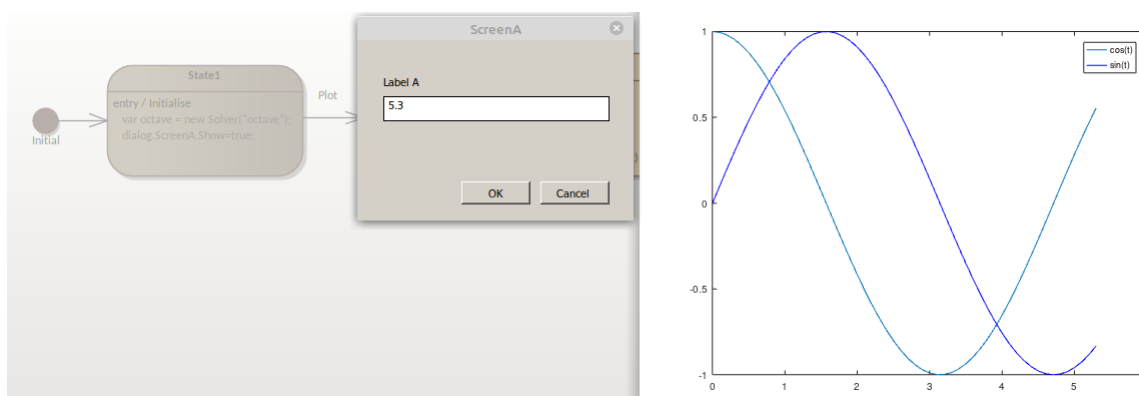 ScreenA
State1
entry / Initialise
var octave = new Solver("octave");
dialog.ScreenA.Show=true;
Initial
Plot
Label A
5.3
OK
Cancel
cos(t)
sin(t)
1
0.5
0
-0.5
-1
0 1 2 3 4 5